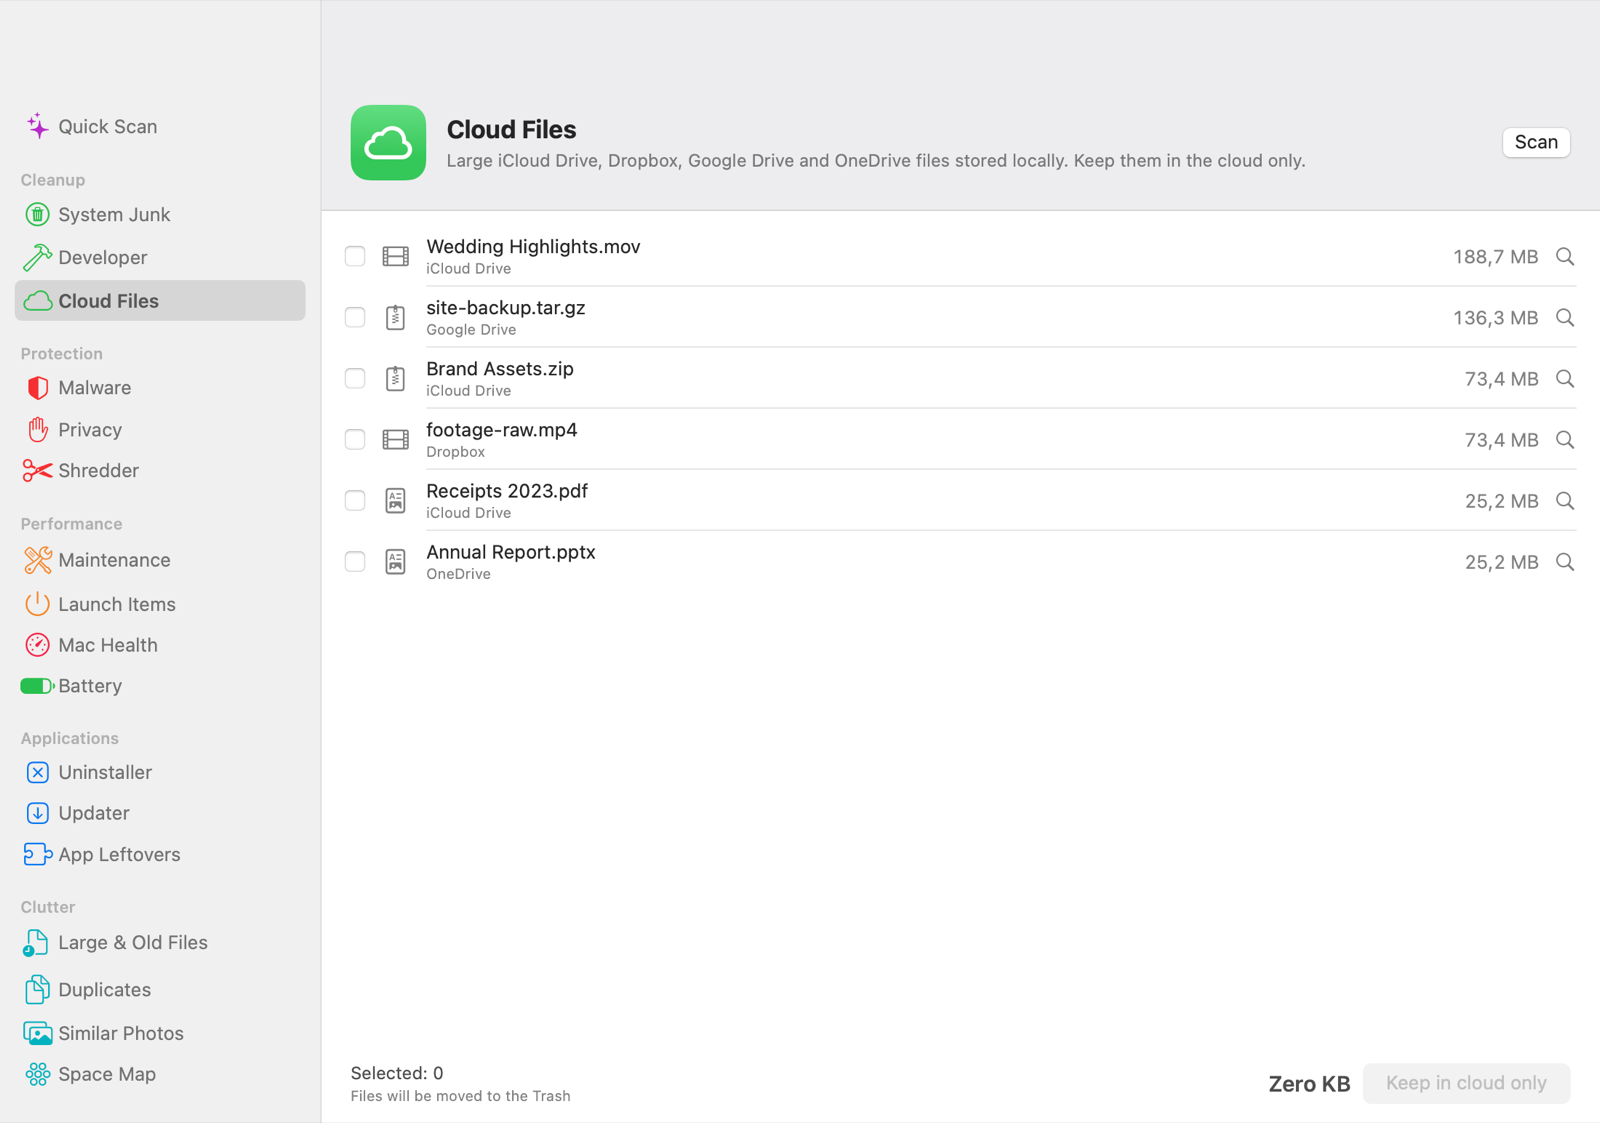 Quick Scan
Cleanup
System Junk
Developer
Cloud Files
Protection
Malware
Privacy
Shredder
Performance
Maintenance
Launch Items
Mac Health
Battery
Applications
Uninstaller
Updater
App Leftovers
Clutter
Large & Old Files
Duplicates
Similar Photos
Space Map
Cloud Files
Large iCloud Drive, Dropbox, Google Drive and OneDrive files stored locally. Keep them in the cloud only.
Scan
Wedding Highlights.mov
iCloud Drive
188,7 MB
site-backup.tar.gz
Google Drive
136,3 MB
Brand Assets.zip
iCloud Drive
73,4 MB
footage-raw.mp4
Dropbox
73,4 MB
Receipts 2023.pdf
iCloud Drive
25,2 MB
Annual Report.pptx
OneDrive
25,2 MB
Selected: 0
Files will be moved to the Trash
Zero KB
Keep in cloud only